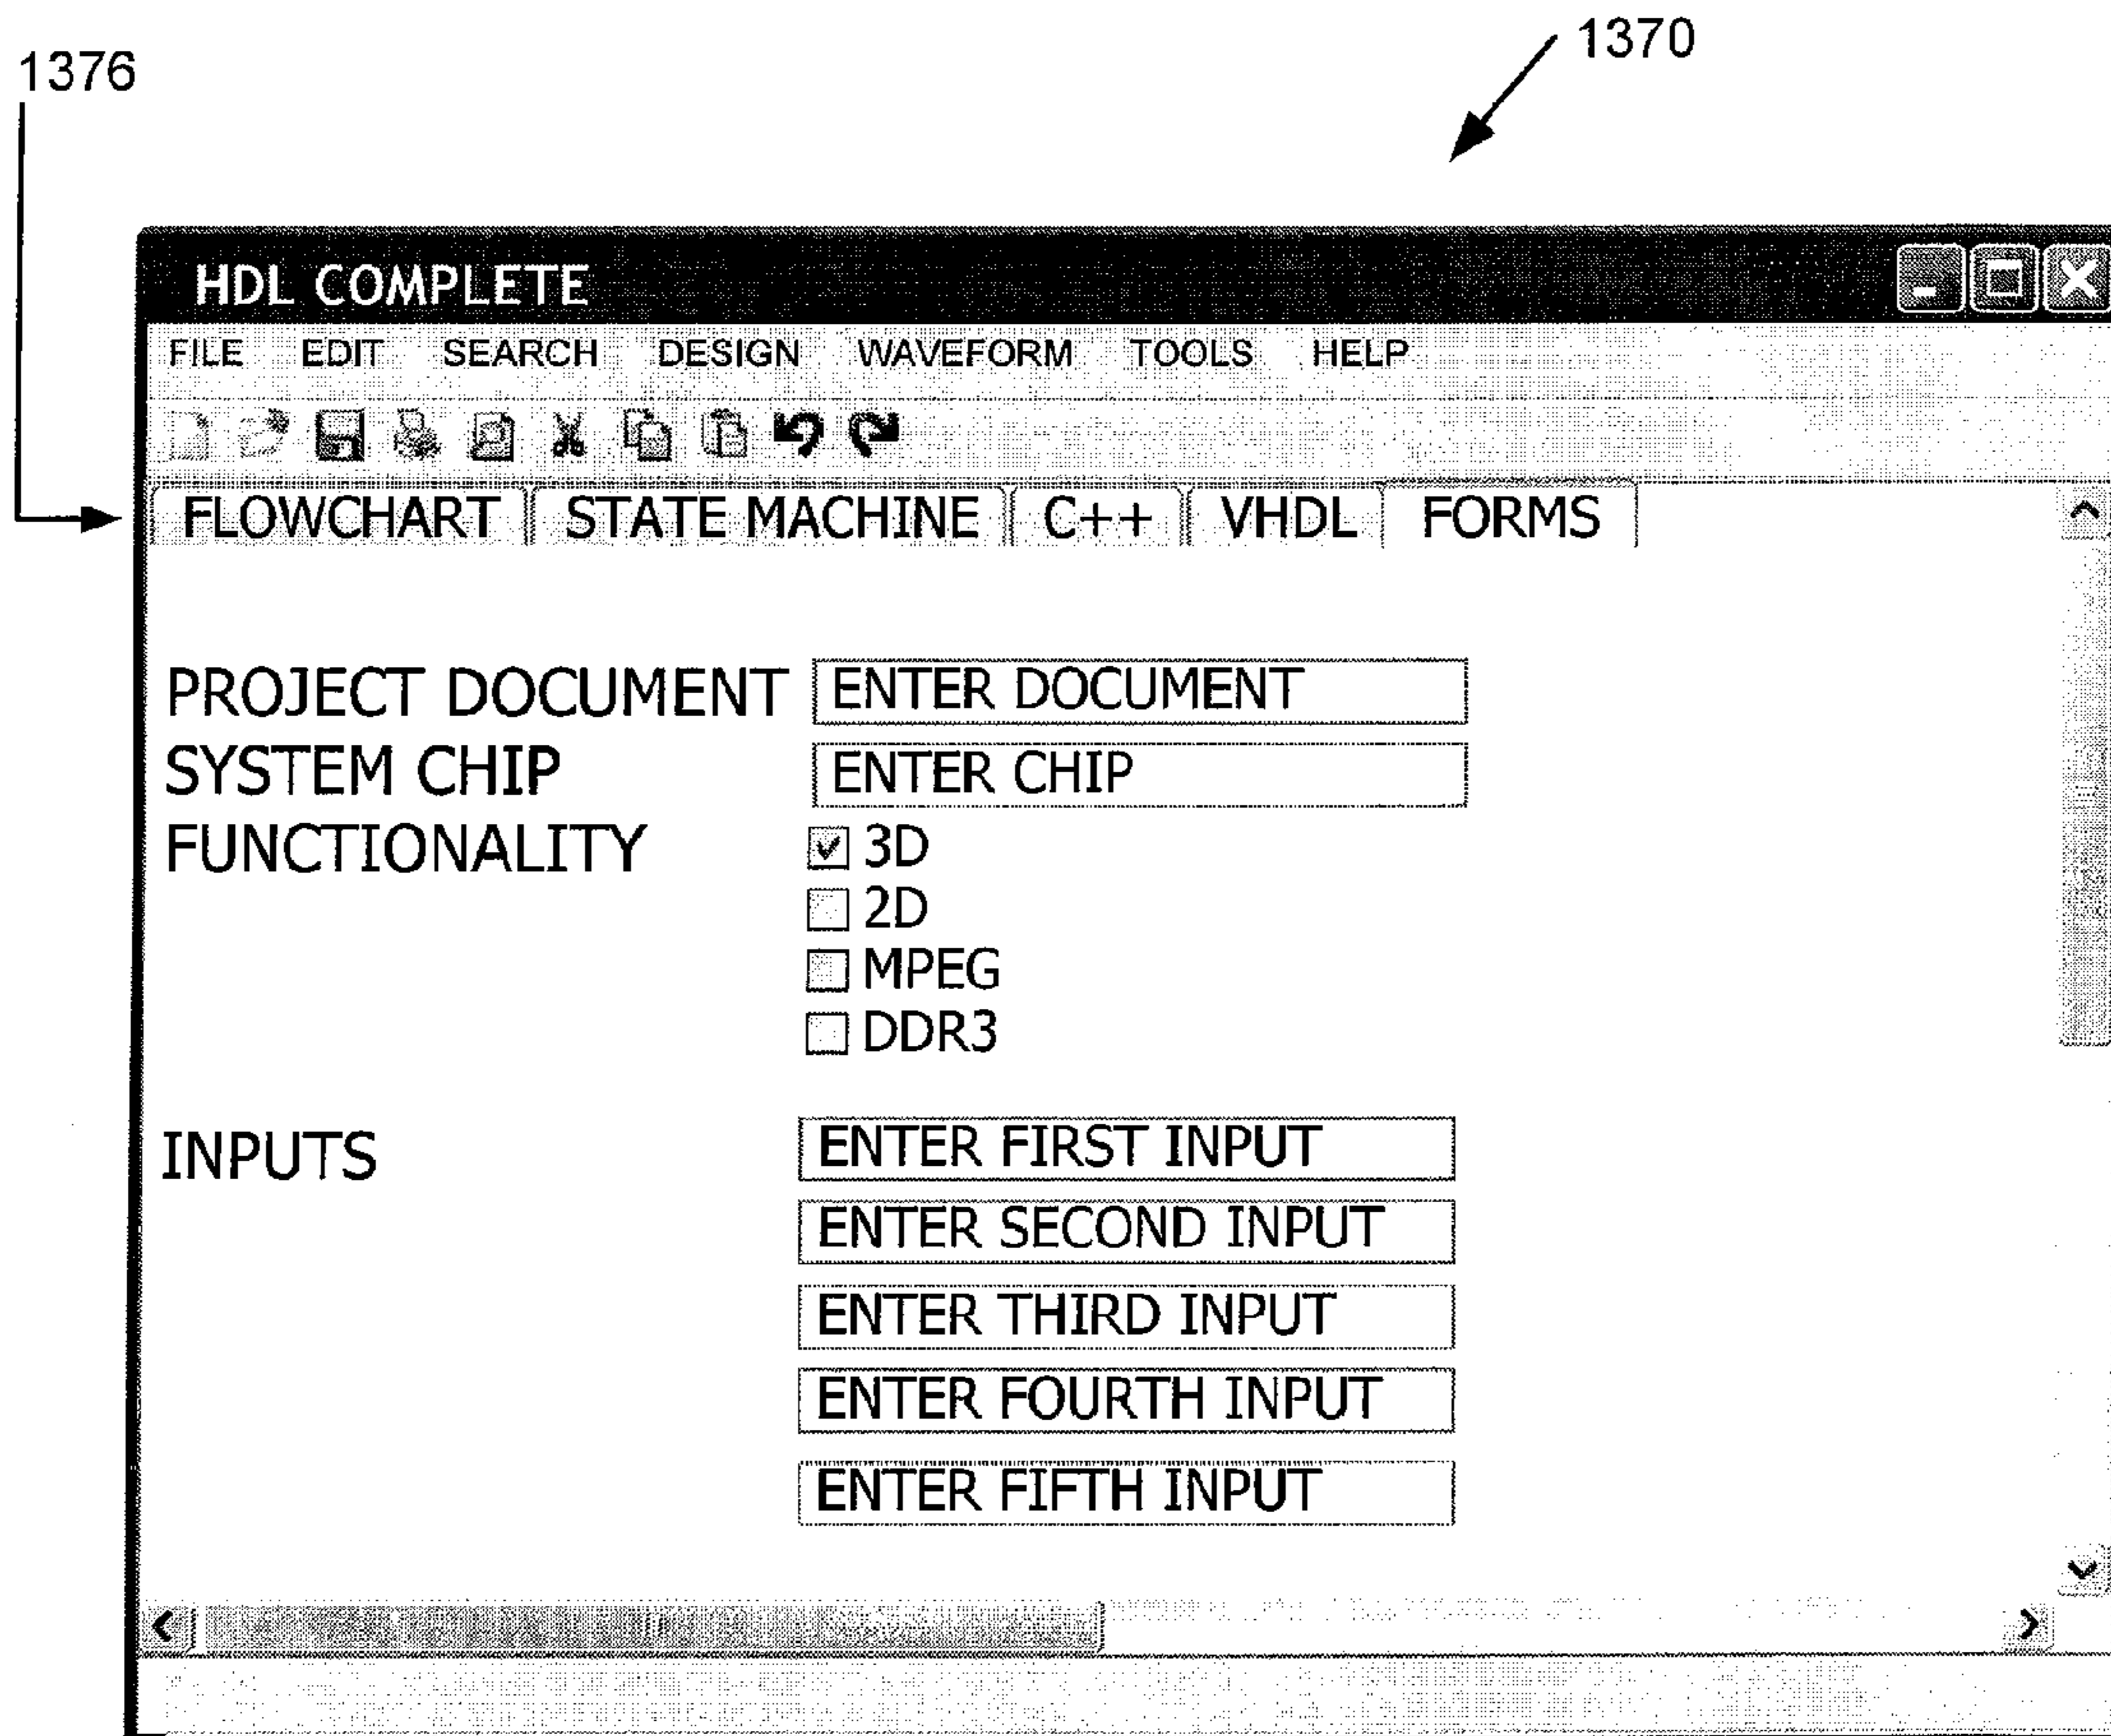 1370
1376
HDL COMPLETE
FILE EDIT SEARCH DESIGN WAVEFORM TOOLS HELP
FLOWCHART STATE MACHINE C++ VHDL FORMS
PROJECT DOCUMENT ENTER DOCUMENT
SYSTEM CHIP ENTER CHIP
FUNCTIONALITY 3D
2D
MPEG
DDR3
INPUTS ENTER FIRST INPUT
ENTER SECOND INPUT
ENTER THIRD INPUT
ENTER FOURTH INPUT
ENTER FIFTH INPUT